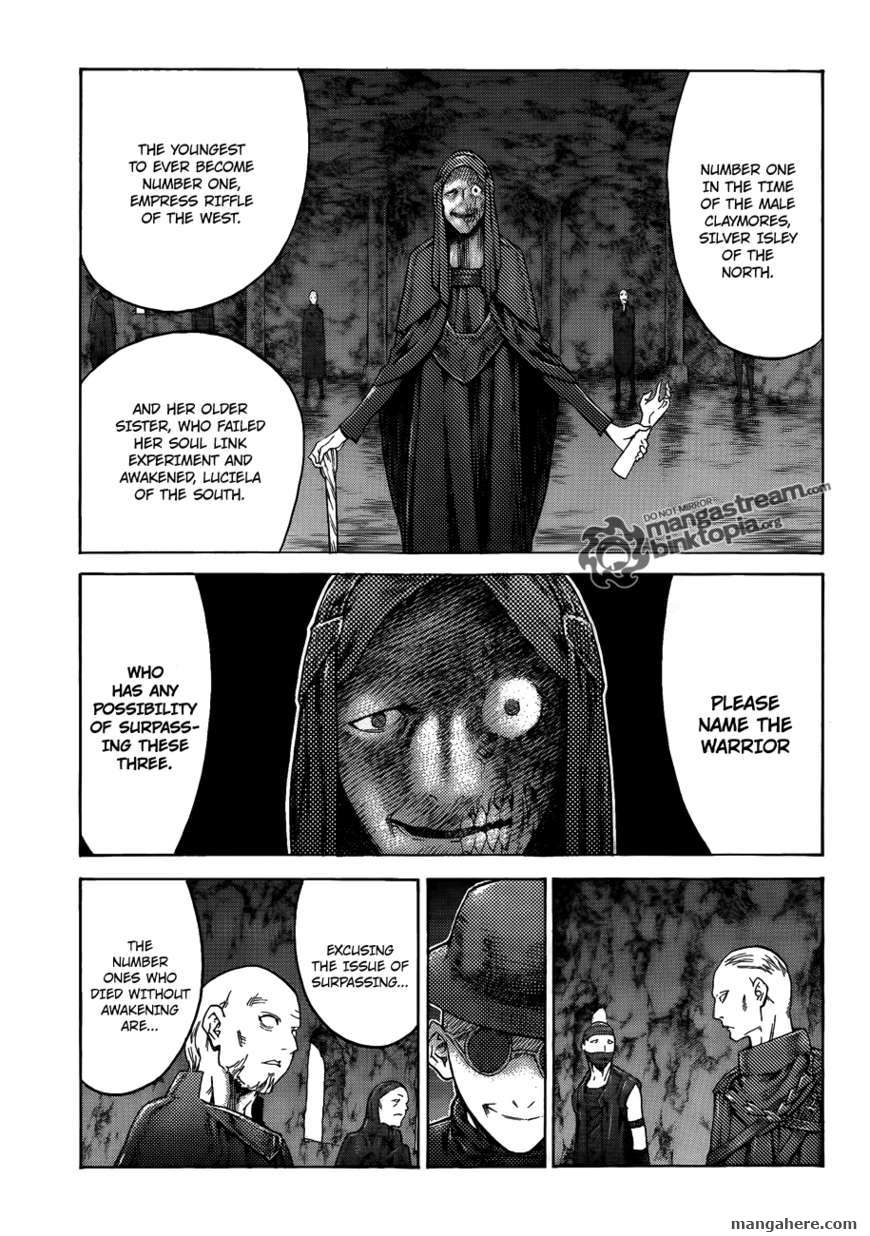 NUMBER ONE
IN THE TIME
OF THE MALE
CLAYMORES,
SILVER ISLEY
OF THE
NORTH.
THE YOUNGEST
TO EVER BECOME
NUMBER ONE,
EMPRESS RIFFLE
OF THE WEST.
AND HER OLDER
SISTER, WHO FAILED
HER SOUL LINK
EXPERIMENT AND
AWAKENED, LUCIELA
OF THE SOUTH.
DO NOT MIRROR
mangastream.com
binktopia.org
PLEASE
NAME THE
WARRIOR
WHO
HAS ANY
POSSIBILITY
OF SURPASS-
ING THESE
THREE.
EXCUSING
THE ISSUE OF
SURPASSING...
THE
NUMBER
ONES WHO
DIED WITHOUT
AWAKENING
ARE...
mangahere.com